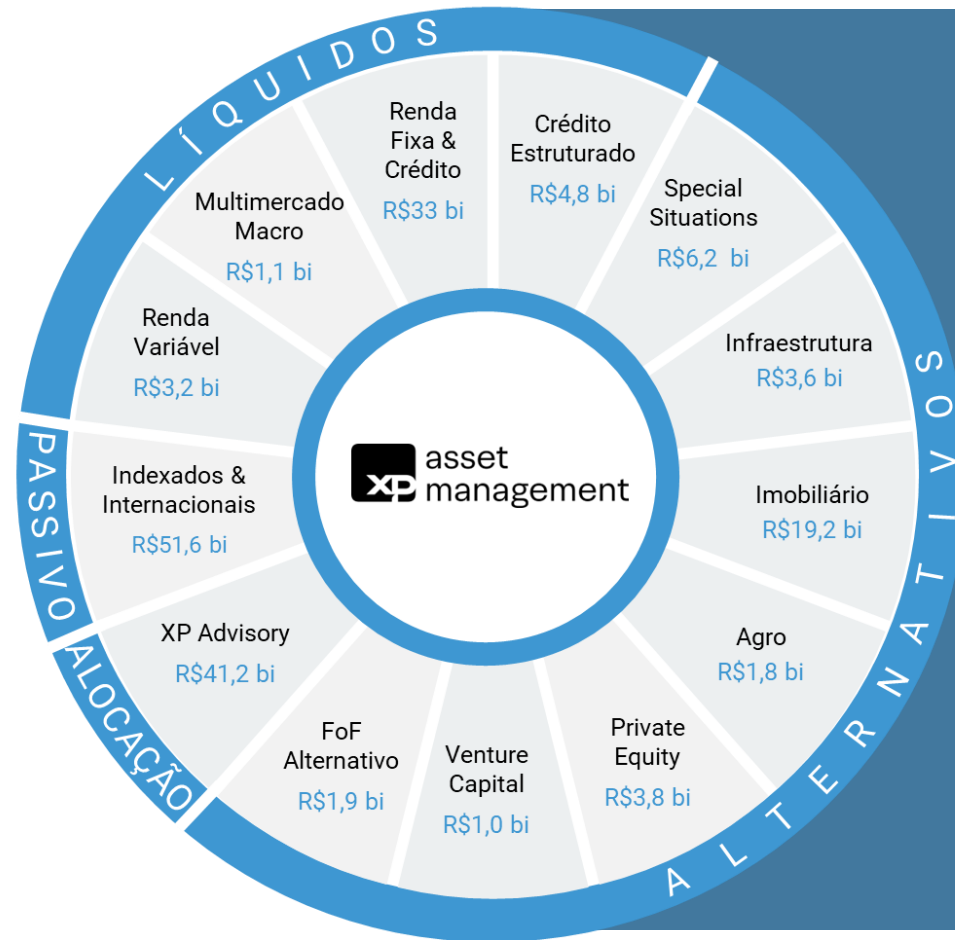 LÍQUIDOS
Renda
Fixa &
Crédito
R$33 bi
Crédito
Estruturado
R$4,8 bi
Multimercado
Macro
R$1,1 bi
Renda
Variável
R$3,2 bi
PASSIVO
Indexados &
Internacionais
R$51,6 bi
ALOCAÇÃO
XP Advisory
R$41,2 bi
ALTERNATIVOS
Special
Situations
R$6,2 bi
Infraestrutura
R$3,6 bi
Imobiliário
R$19,2 bi
Agro
R$1,8 bi
Private
Equity
R$3,8 bi
Venture
Capital
R$1,0 bi
FoF
Alternativo
R$1,9 bi
xp asset
management